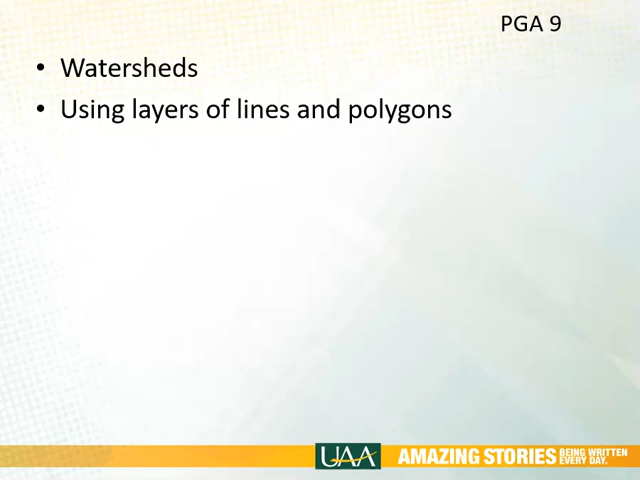 PGA 9
• Watersheds
• Using layers of lines and polygons
UAA AMAZING STORIES BEING WRITTEN
EVERY DAY.